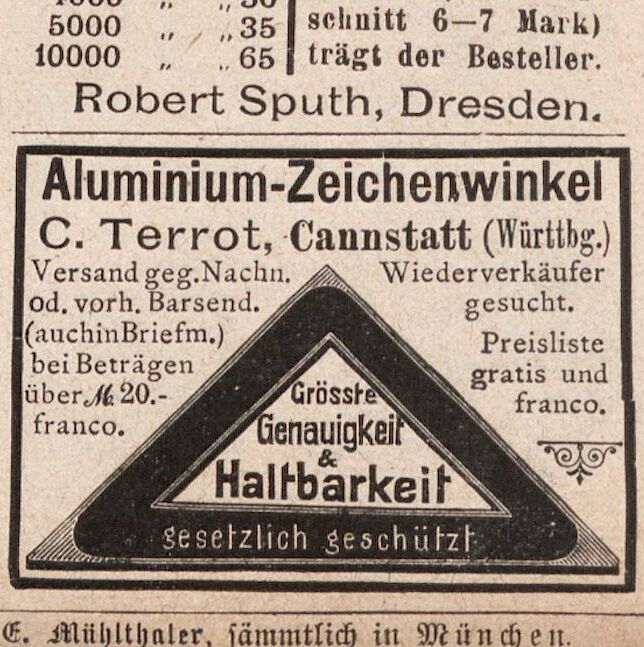 5000 „ „ 35
10000 „ „ 65
schnitt 6—7 Mark)
trägt der Besteller.
Robert Sputh, Dresden.
Aluminium-Zeichenwinkel
C. Terrot, Cannstatt (Württbg.)
Versand geg. Nachn.
od. vorh. Barsend.
(auch in Briefm.)
bei Beträgen
über M. 20.-
franco.
Wiederverkäufer
gesucht.
Preisliste
gratis und
franco.
Grösste
Genauigkeit
&
Haltbarkeit
gesetzlich geschützt
E. Mühlthaler, sämmtlich in München.